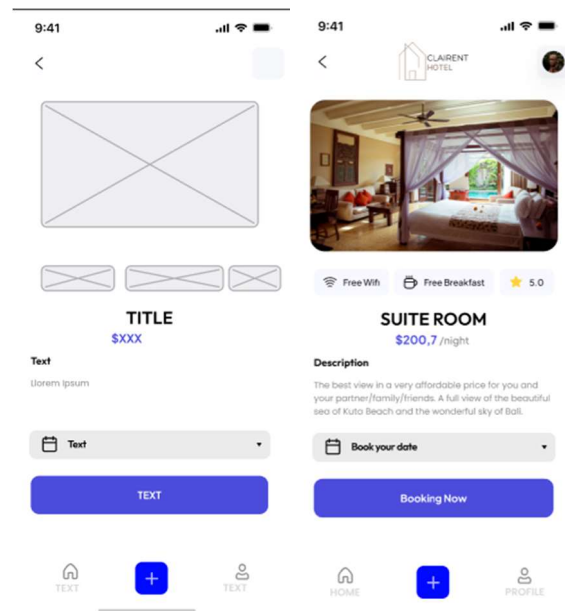 9:41
TITLE
$XXX
Text
Llorem Ipsum
Text
TEXT
TEXT
TEXT
9:41
CLAIRENT
HOTEL
Free Wifi
Free Breakfast
5.0
SUITE ROOM
$200,7 /night
Description
The best view in a very affordable price for you and
your partner/family/friends. A full view of the beautiful
sea of Kuta Beach and the wonderful sky of Bali.
Book your date
Booking Now
HOME
PROFILE